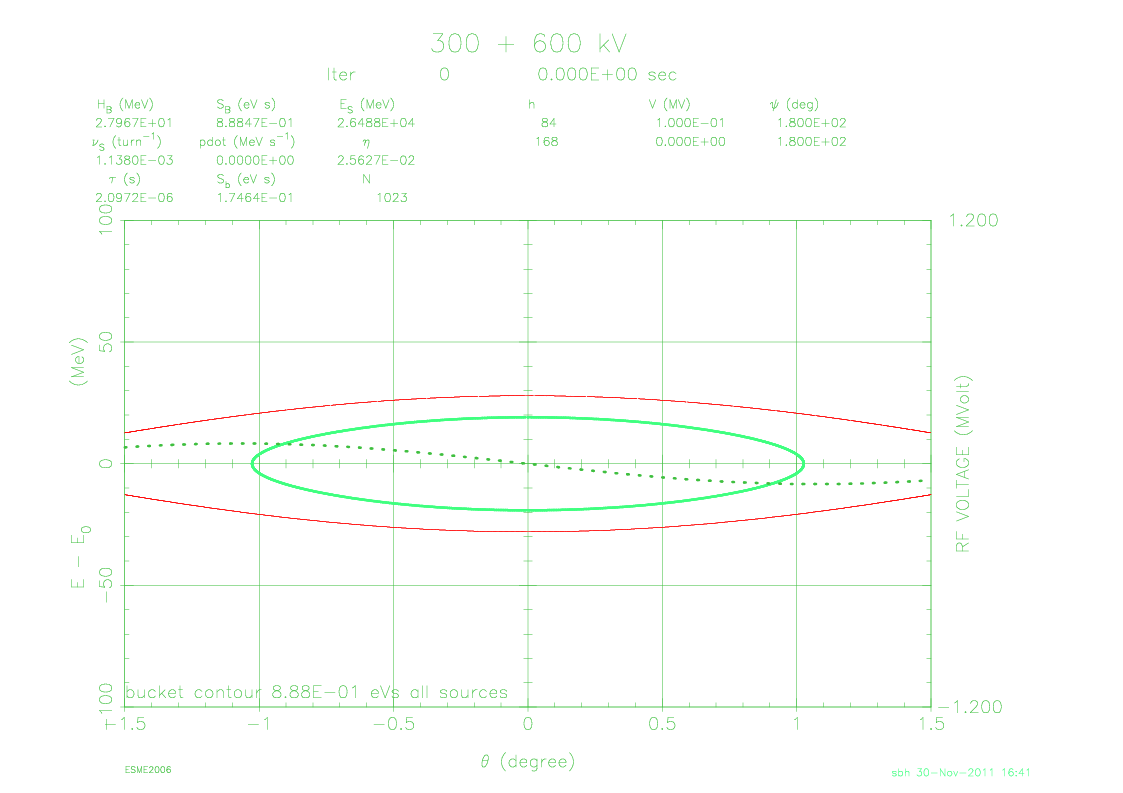 300 + 600 kV
Iter 0 0.000E+00 sec
H_B (MeV) S_B (eV s) E_S (MeV) h V (MV) ψ (deg)
2.7967E+01 8.8847E-01 2.6488E+04 84 1.000E-01 1.800E+02
ν_S (turn^-1) pdot (MeV s^-1) η 168 0.000E+00 1.800E+02
1.1380E-03 0.0000E+00 2.5627E-02
τ (s) S_b (eV s) N
2.0972E-06 1.7464E-01 1023
100 1.200
50
0
-50
-100 -1.200
(MeV)
E - E_0
RF VOLTAGE (MVolt)
bucket contour 8.88E-01 eVs all sources
-1.5 -1 -0.5 0 0.5 1 1.5
θ (degree)
ESME2006 sbh 30-Nov-2011 16:41